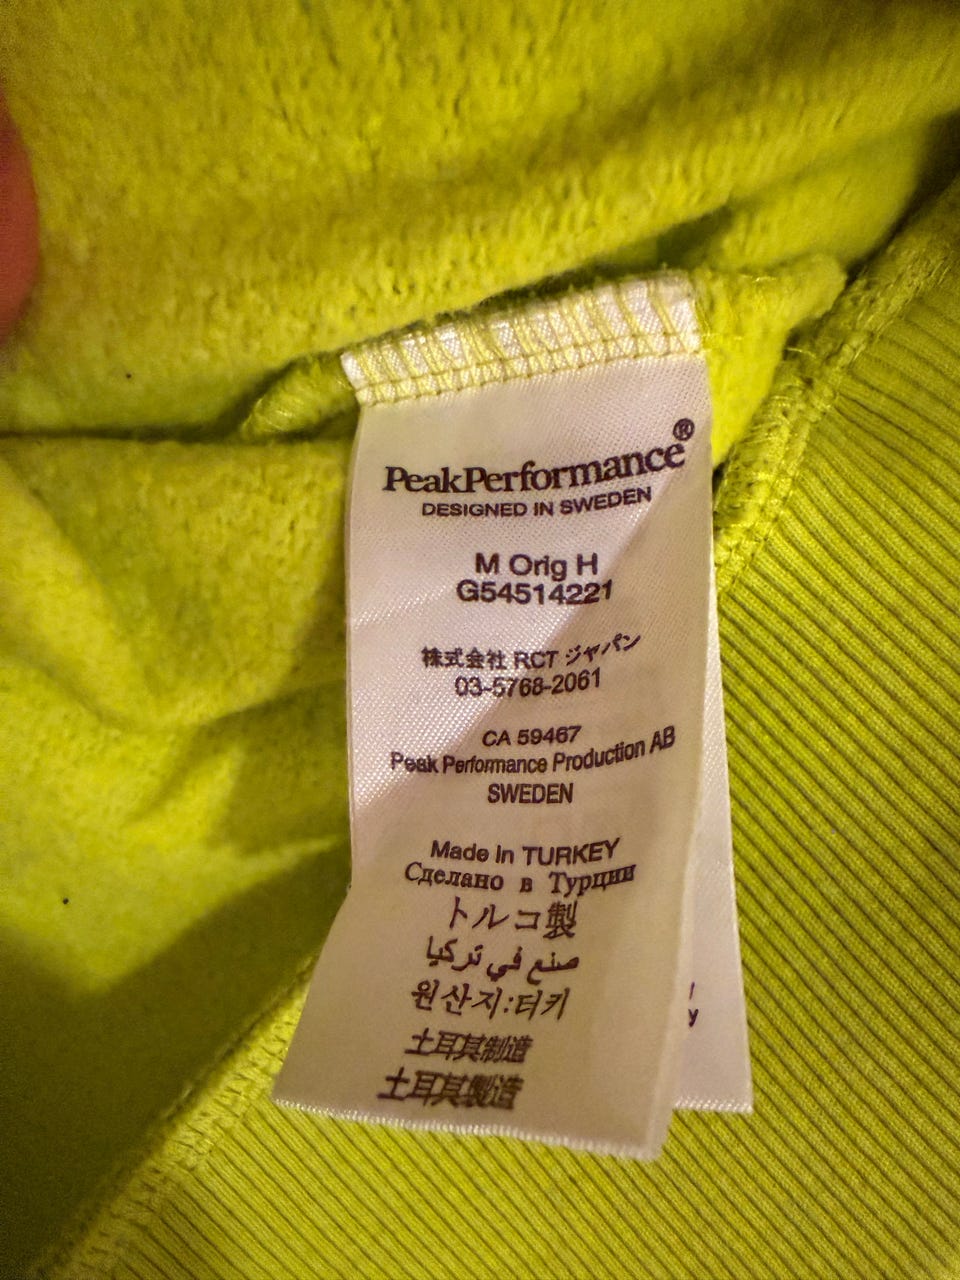 PeakPerformance®
DESIGNED IN SWEDEN
M Orig H
G54514221
株式会社 RCT ジャパン
03-5768-2061
CA 59467
Peak Performance Production AB
SWEDEN
Made in TURKEY
Сделано в Турции
トルコ製
صنع في تركيا
원산지:터키
土耳其制造
土耳其製造